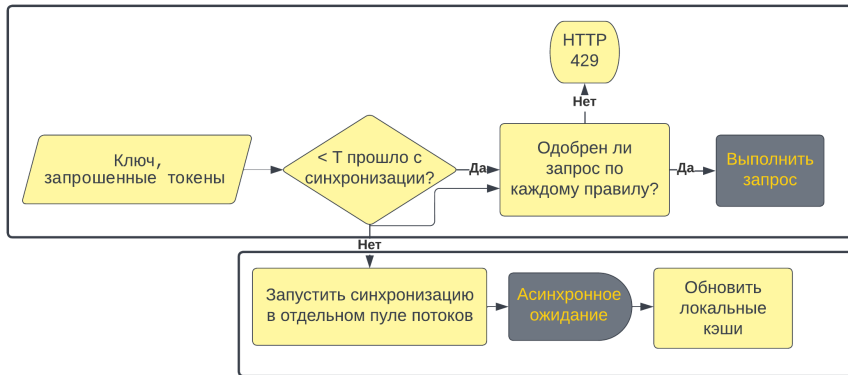 HTTP
429
Нет
Ключ,
запрошенные токены
< T прошло с
синхронизации?
Да
Одобрен ли
запрос по
каждому правилу?
Да
Выполнить
запрос
Нет
Запустить синхронизацию
в отдельном пуле потоков
Асинхронное
ожидание
Обновить
локальные
кэши